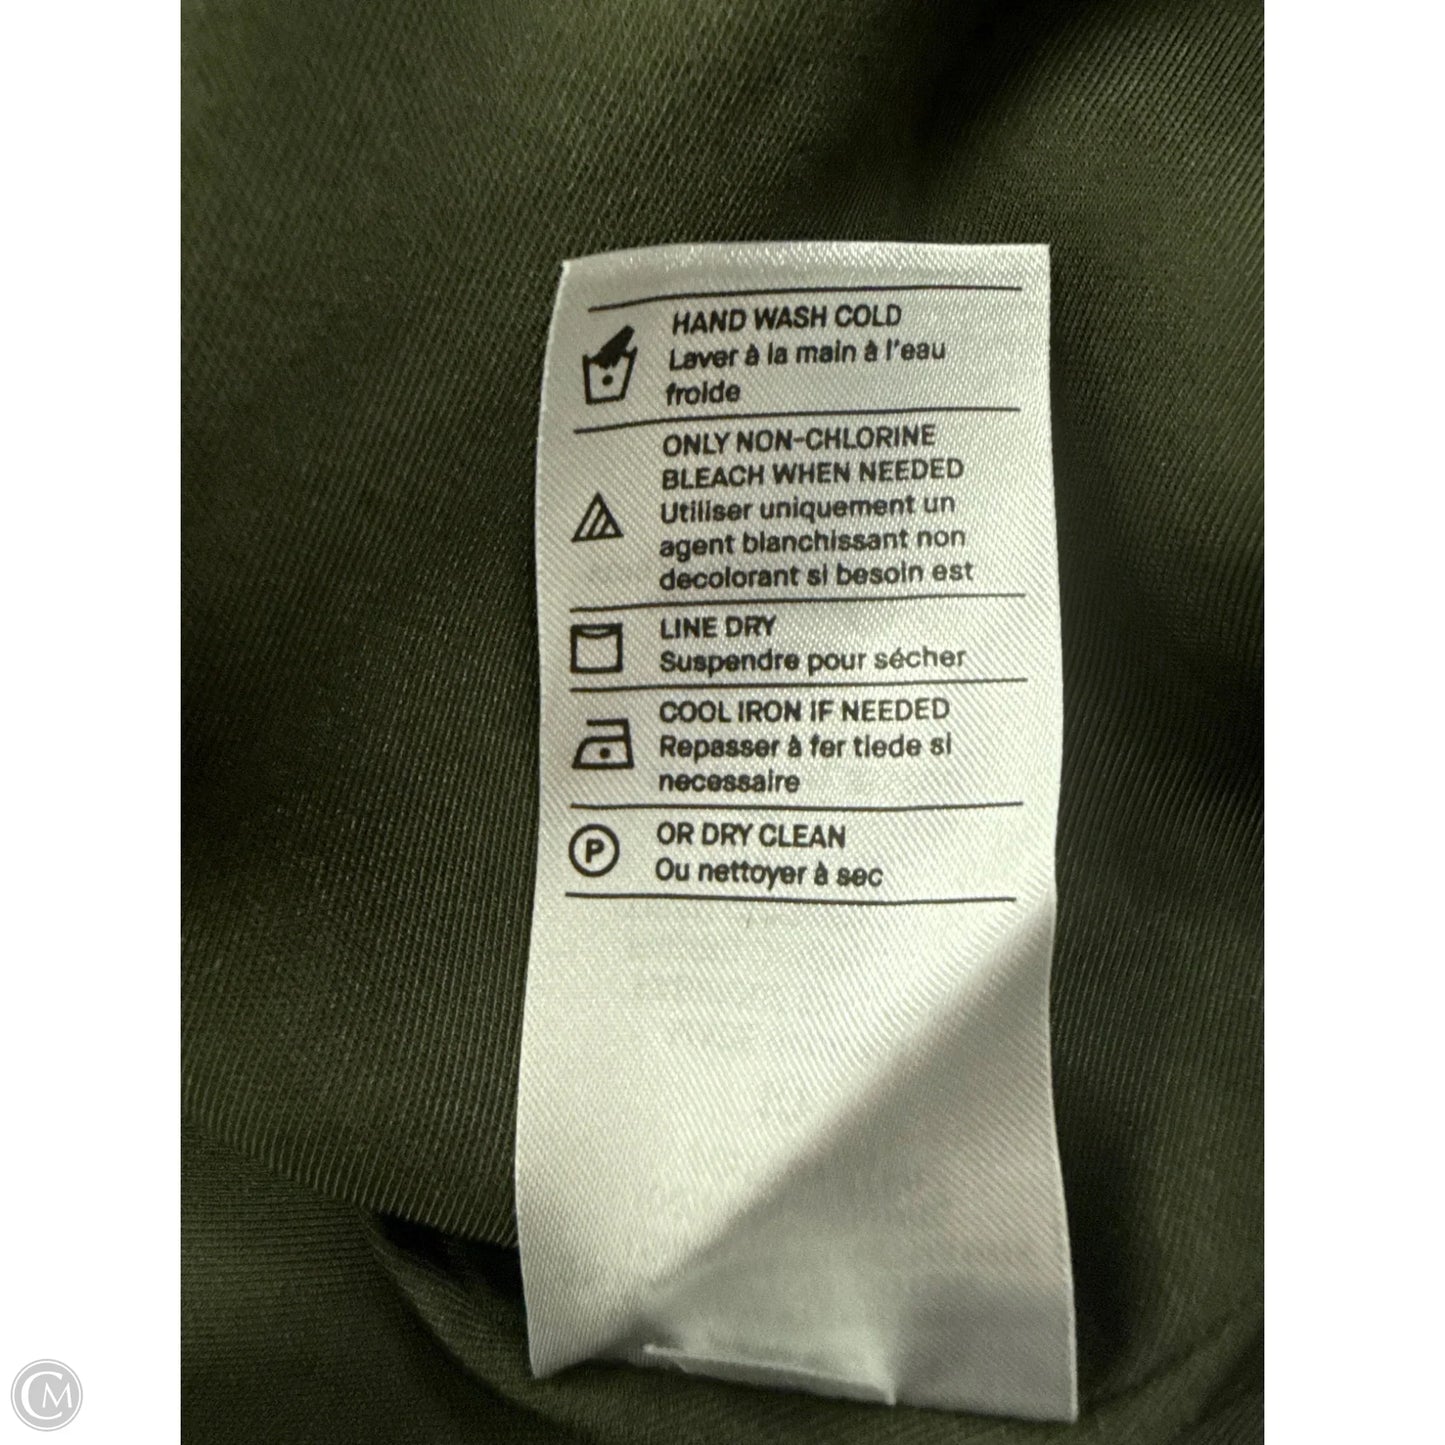 HAND WASH COLD
Laver à la main à l'eau
froide
ONLY NON-CHLORINE
BLEACH WHEN NEEDED
Utiliser uniquement un
agent blanchissant non
decolorant si besoin est
LINE DRY
Suspendre pour sécher
COOL IRON IF NEEDED
Repasser à fer tiede si
necessaire
P
OR DRY CLEAN
Ou nettoyer à sec
CM